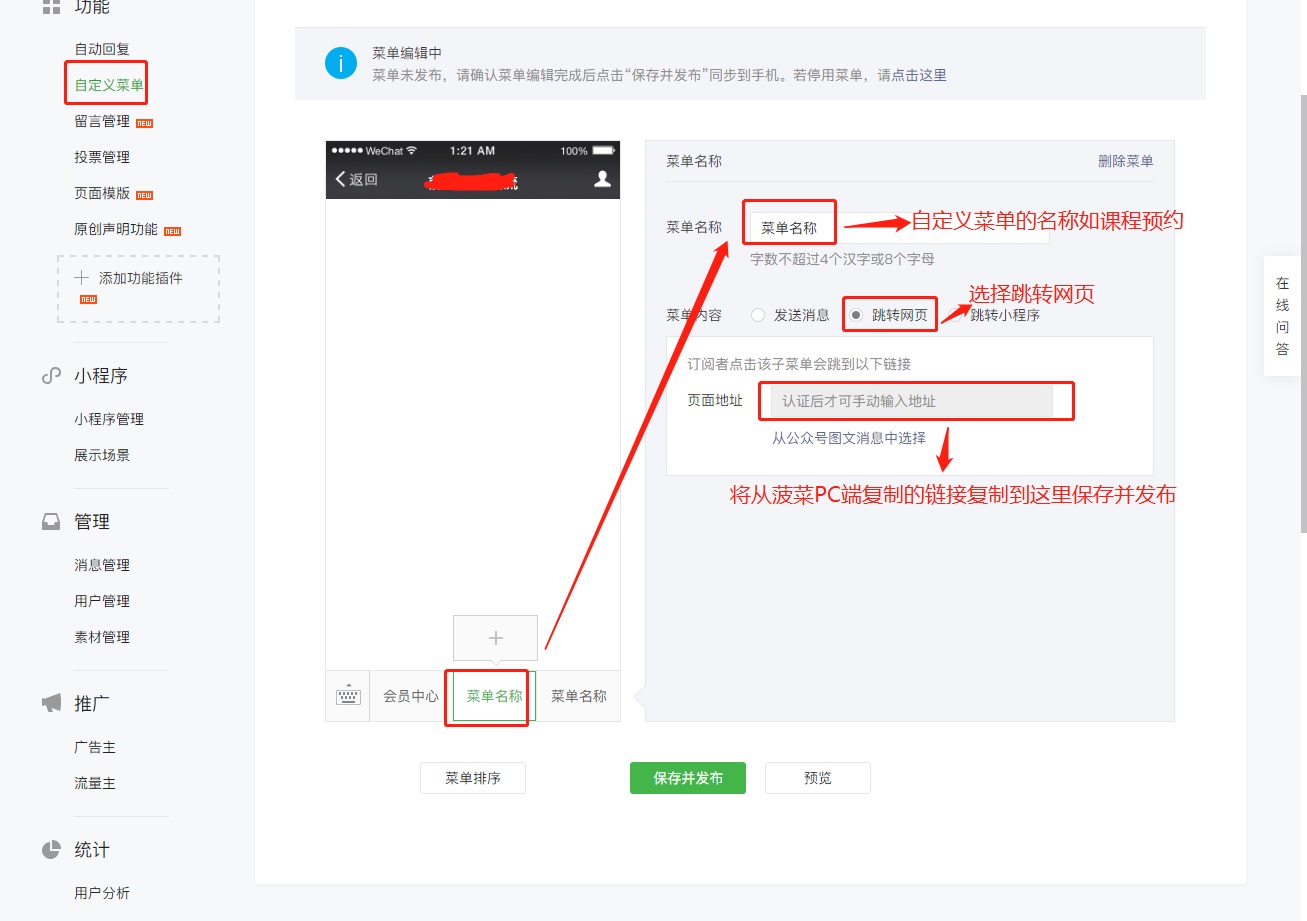 功能
自动回复
自定义菜单
留言管理 NEW
投票管理
页面模版 NEW
原创声明功能 NEW
添加功能插件
NEW
小程序
小程序管理
展示场景
管理
消息管理
用户管理
素材管理
推广
广告主
流量主
统计
用户分析
菜单编辑中
菜单未发布，请确认菜单编辑完成后点击“保存并发布”同步到手机。若停用菜单，请点击这里
WeChat 1:21 AM 100%
返回
会员中心 菜单名称 菜单名称
菜单名称 删除菜单
菜单名称 菜单名称 自定义菜单的名称如课程预约
字数不超过4个汉字或8个字母
选择跳转网页
菜单内容 发送消息 跳转网页 跳转小程序
订阅者点击该子菜单会跳到以下链接
页面地址 认证后才可手动输入地址
从公众号图文消息中选择
将从菠菜PC端复制的链接复制到这里保存并发布
菜单排序 保存并发布 预览
在
线
问
答